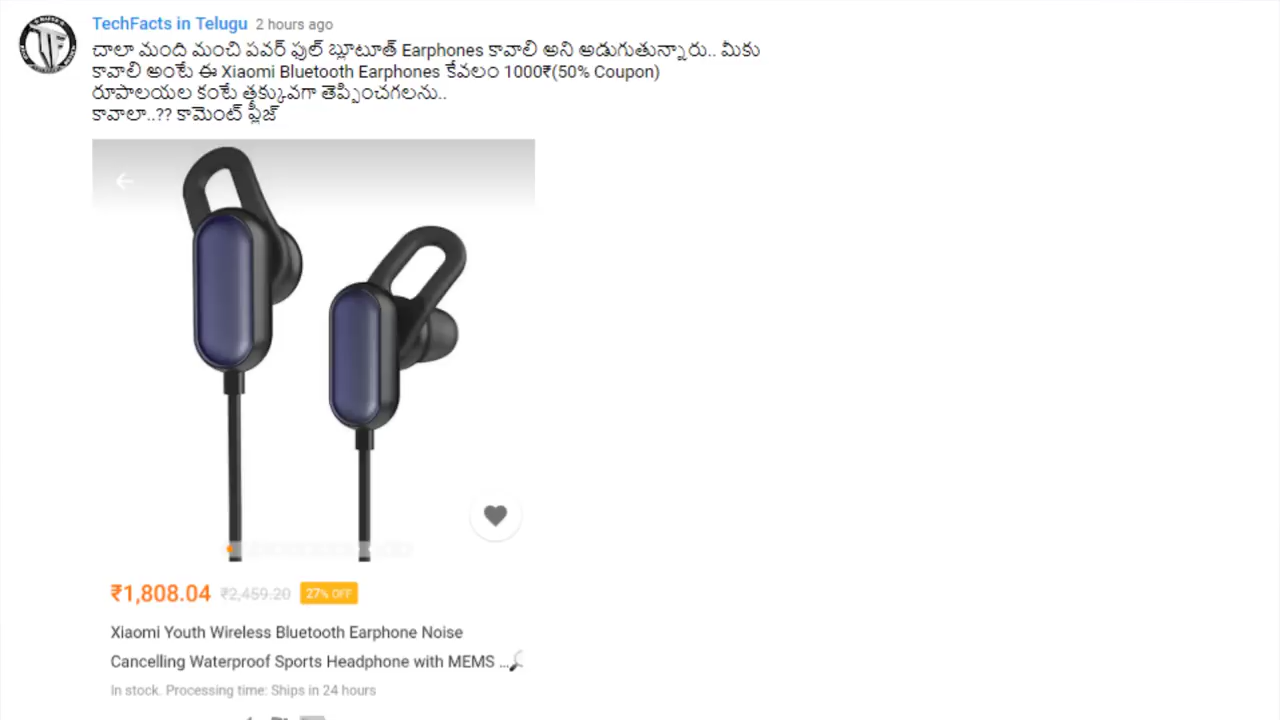 TechFacts in Telugu 2 hours ago
చాలా మంది మంచి పవర్ ఫుల్ బ్లూటూత్ Earphones కావాలి అని అడుగుతున్నారు.. మీకు
కావాలి అంటే ఈ Xiaomi Bluetooth Earphones కేవలం 1000₹(50% Coupon)
రూపాలయల కంటే తక్కువగా తెప్పించగలను..
కావాలా..?? కామెంట్ ప్లీజ్
₹1,808.04 ₹2,459.20 27% OFF
Xiaomi Youth Wireless Bluetooth Earphone Noise
Cancelling Waterproof Sports Headphone with MEMS ...
In stock. Processing time: Ships in 24 hours